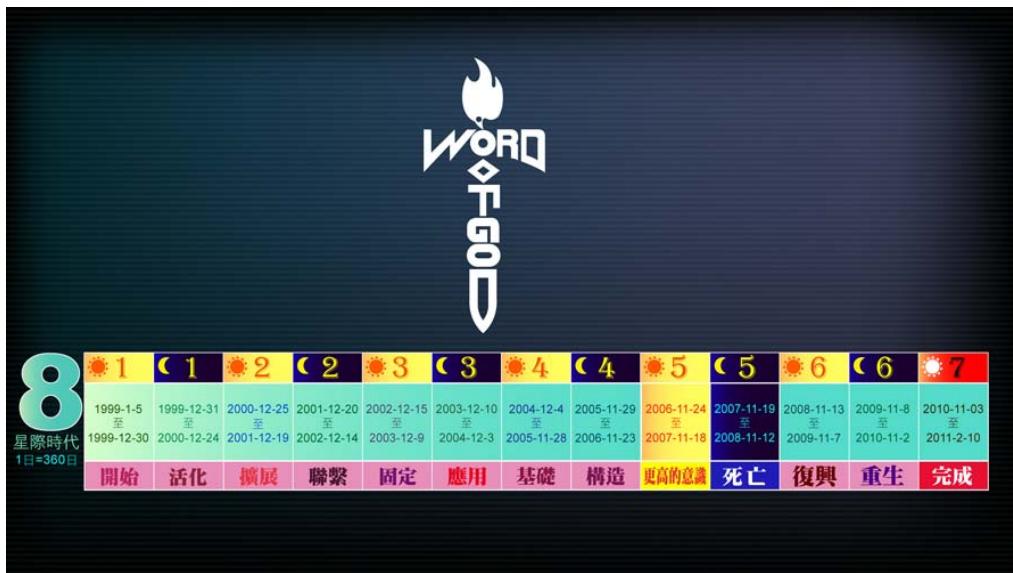 WORD
OF GOD
8
星際時代
1日=360日
1 1 2 2 3 3 4 4 5 5 6 6 7
1999-1-5 1999-12-31 2000-12-25 2001-12-20 2002-12-15 2003-12-10 2004-12-4 2005-11-29 2006-11-24 2007-11-19 2008-11-13 2009-11-8 2010-11-03
至 至 至 至 至 至 至 至 至 至 至 至 至
1999-12-30 2000-12-24 2001-12-19 2002-12-14 2003-12-9 2004-12-3 2005-11-28 2006-11-23 2007-11-18 2008-11-12 2009-11-7 2010-11-2 2011-2-10
開始 活化 擴展 聯繫 固定 應用 基礎 構造 更高的意識 死亡 復興 重生 完成